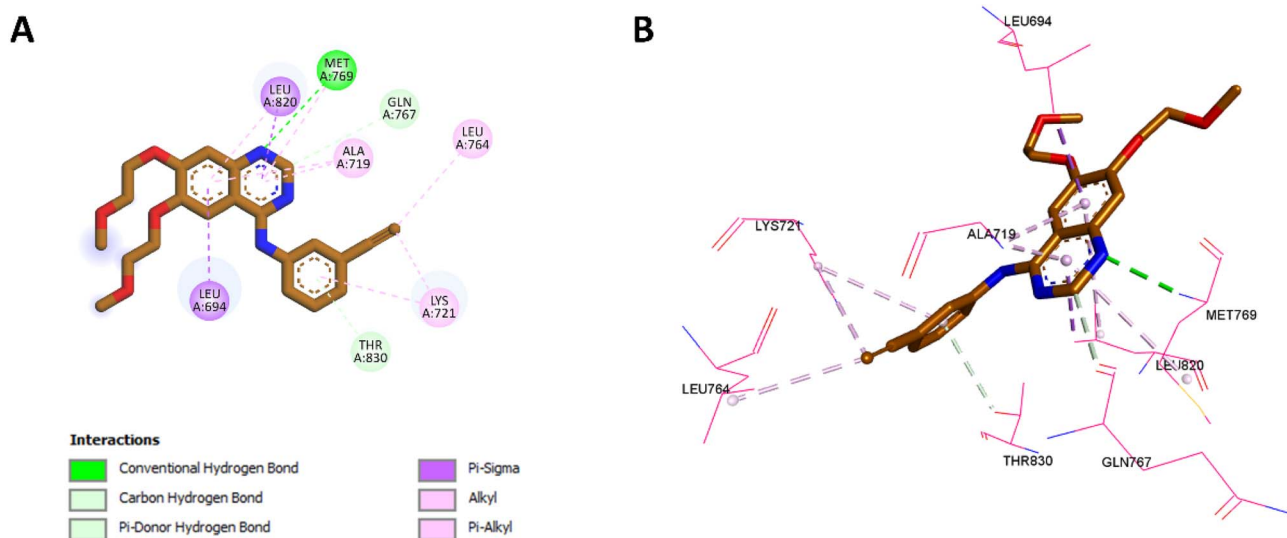 A
B
MET
A:769
LEU
A:820
GLN
A:767
LEU
A:764
ALA
A:719
LEU
A:694
LYS
A:721
THR
A:830
Interactions
Conventional Hydrogen Bond
Carbon Hydrogen Bond
Pi-Donor Hydrogen Bond
Pi-Sigma
Alkyl
Pi-Alkyl
LEU694
LYS721
ALA719
MET769
LEU820
LEU764
THR830
GLN767